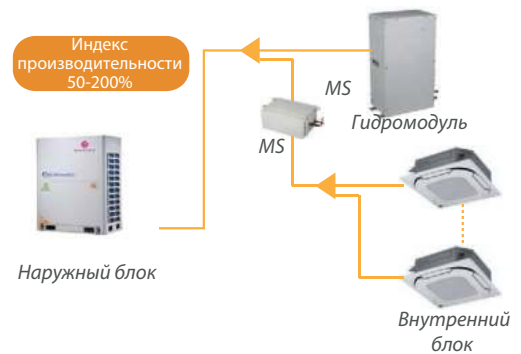 Индекс
производительности
50-200%
MS
Гидромодуль
MS
Наружный блок
Внутренний
блок